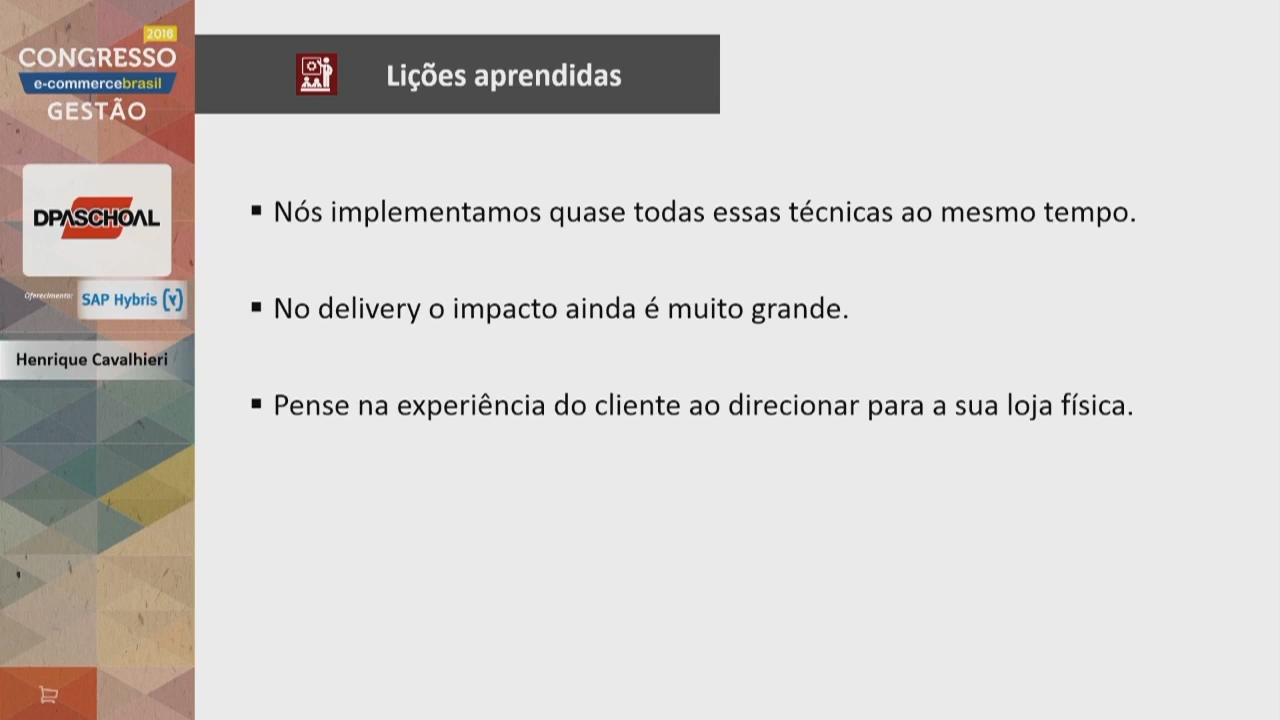 2016
CONGRESSO
e-commercebrasil
GESTÃO
DPASCHOAL
Oferecimento:
SAP Hybris (Y)
Henrique Cavalhieri
Lições aprendidas
▪ Nós implementamos quase todas essas técnicas ao mesmo tempo.
▪ No delivery o impacto ainda é muito grande.
▪ Pense na experiência do cliente ao direcionar para a sua loja física.